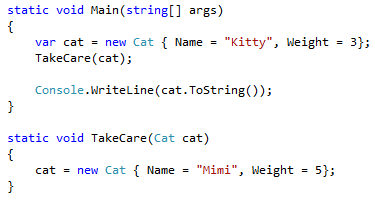 static void Main(string[] args)
{
    var cat = new Cat { Name = "Kitty", Weight = 3};
    TakeCare(cat);

    Console.WriteLine(cat.ToString());
}

static void TakeCare(Cat cat)
{
    cat = new Cat { Name = "Mimi", Weight = 5};
}